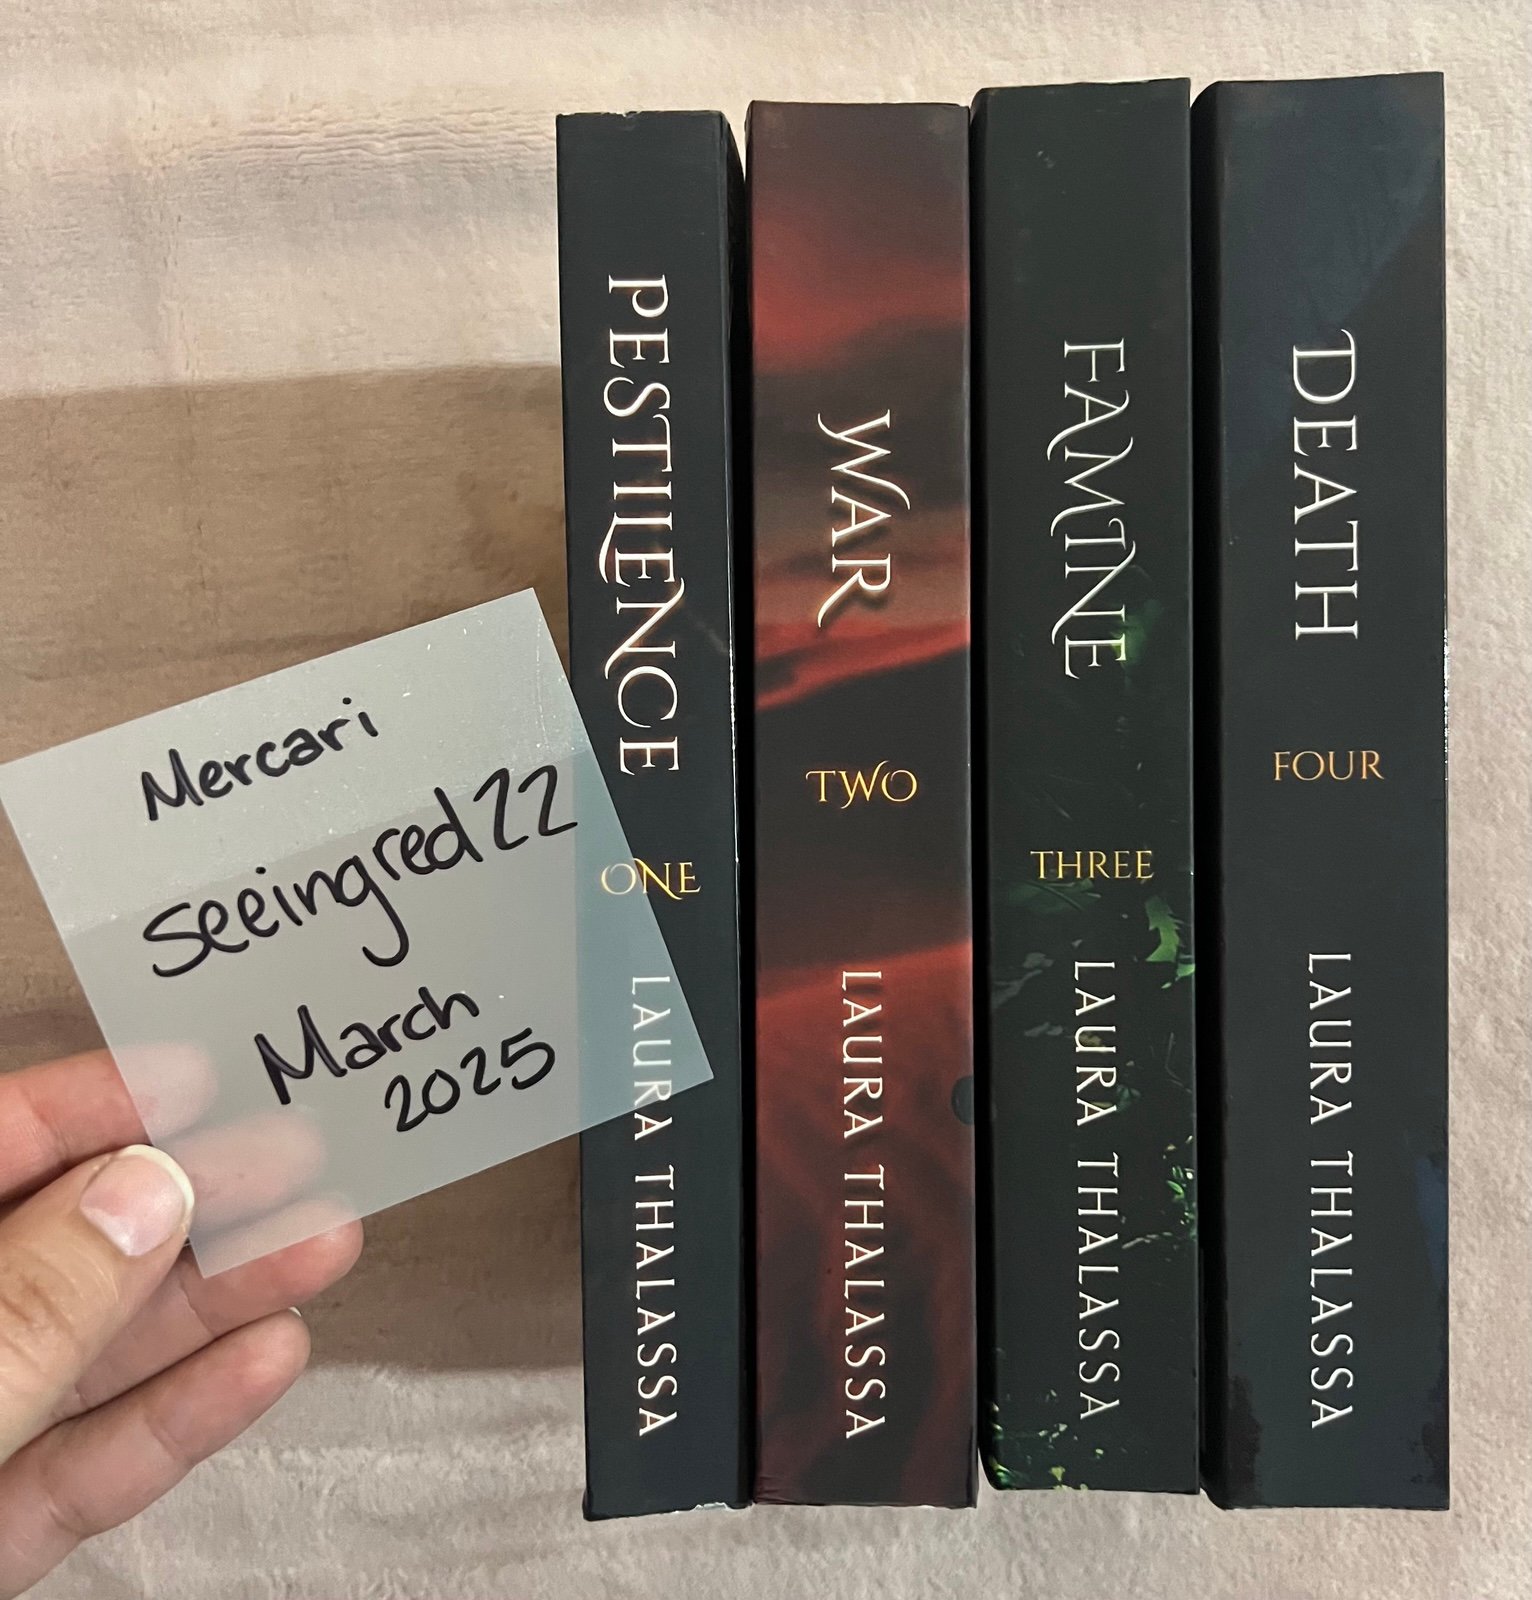 Mercari
seeingred22
March
2025
PESTILENCE
ONE
LAURA THALASSA
WAR
TWO
LAURA THALASSA
FAMINE
THREE
LAURA THALASSA
DEATH
FOUR
LAURA THALASSA